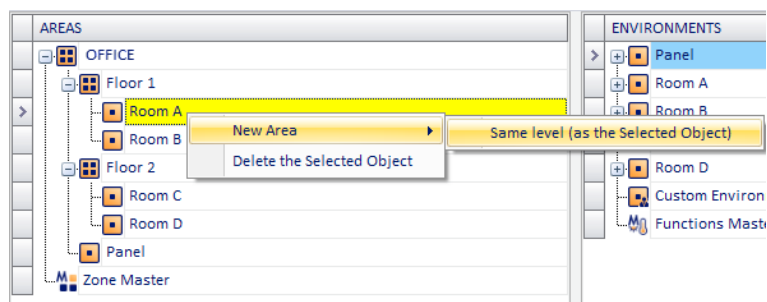 AREAS
OFFICE
Floor 1
Room A
Room B
Floor 2
Room C
Room D
Panel
Zone Master
New Area
Delete the Selected Object
Same level (as the Selected Object)
ENVIRONMENTS
Panel
Room A
Room B
Room D
Custom Environ
Functions Maste